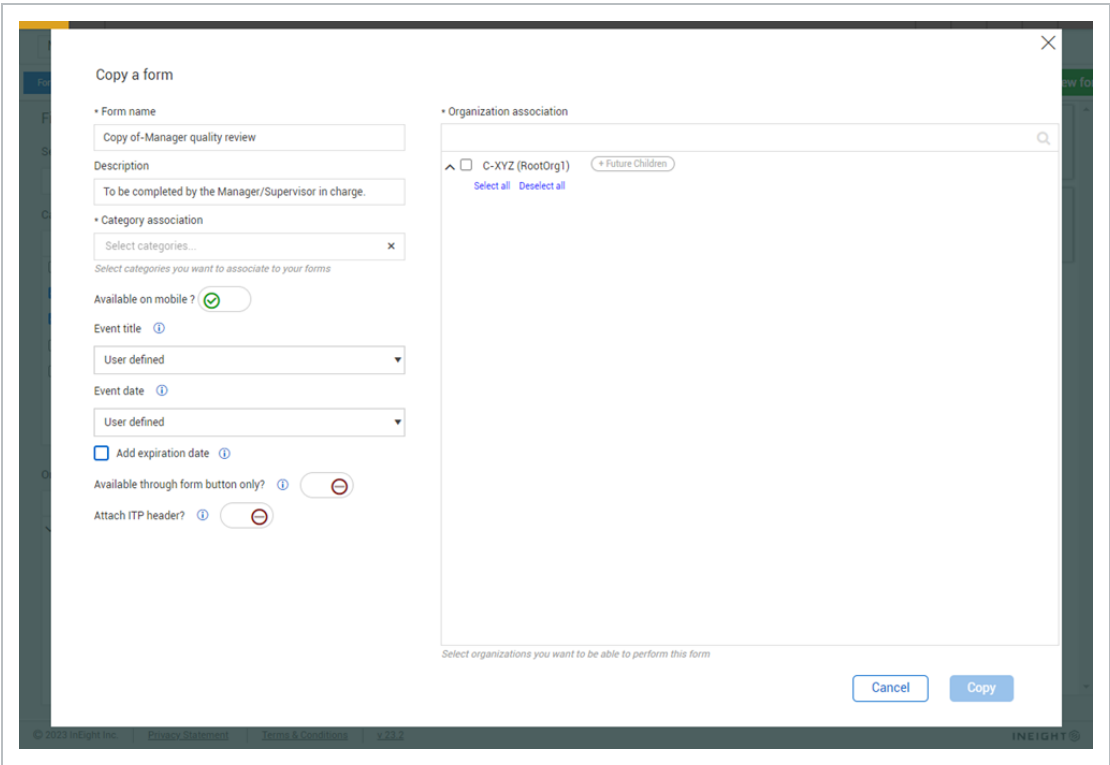 Copy a form
* Form name
Copy of-Manager quality review
Description
To be completed by the Manager/Supervisor in charge.
* Category association
Select categories...
Select categories you want to associate to your forms
Available on mobile ?
Event title
User defined
Event date
User defined
Add expiration date
Available through form button only?
Attach ITP header?
* Organization association
C-XYZ (RootOrg1) + Future Children
Select all Deselect all
Select organizations you want to be able to perform this form
Cancel Copy
© 2023 InEight Inc. Privacy Statement Terms & Conditions v.23.2 INEIGHT